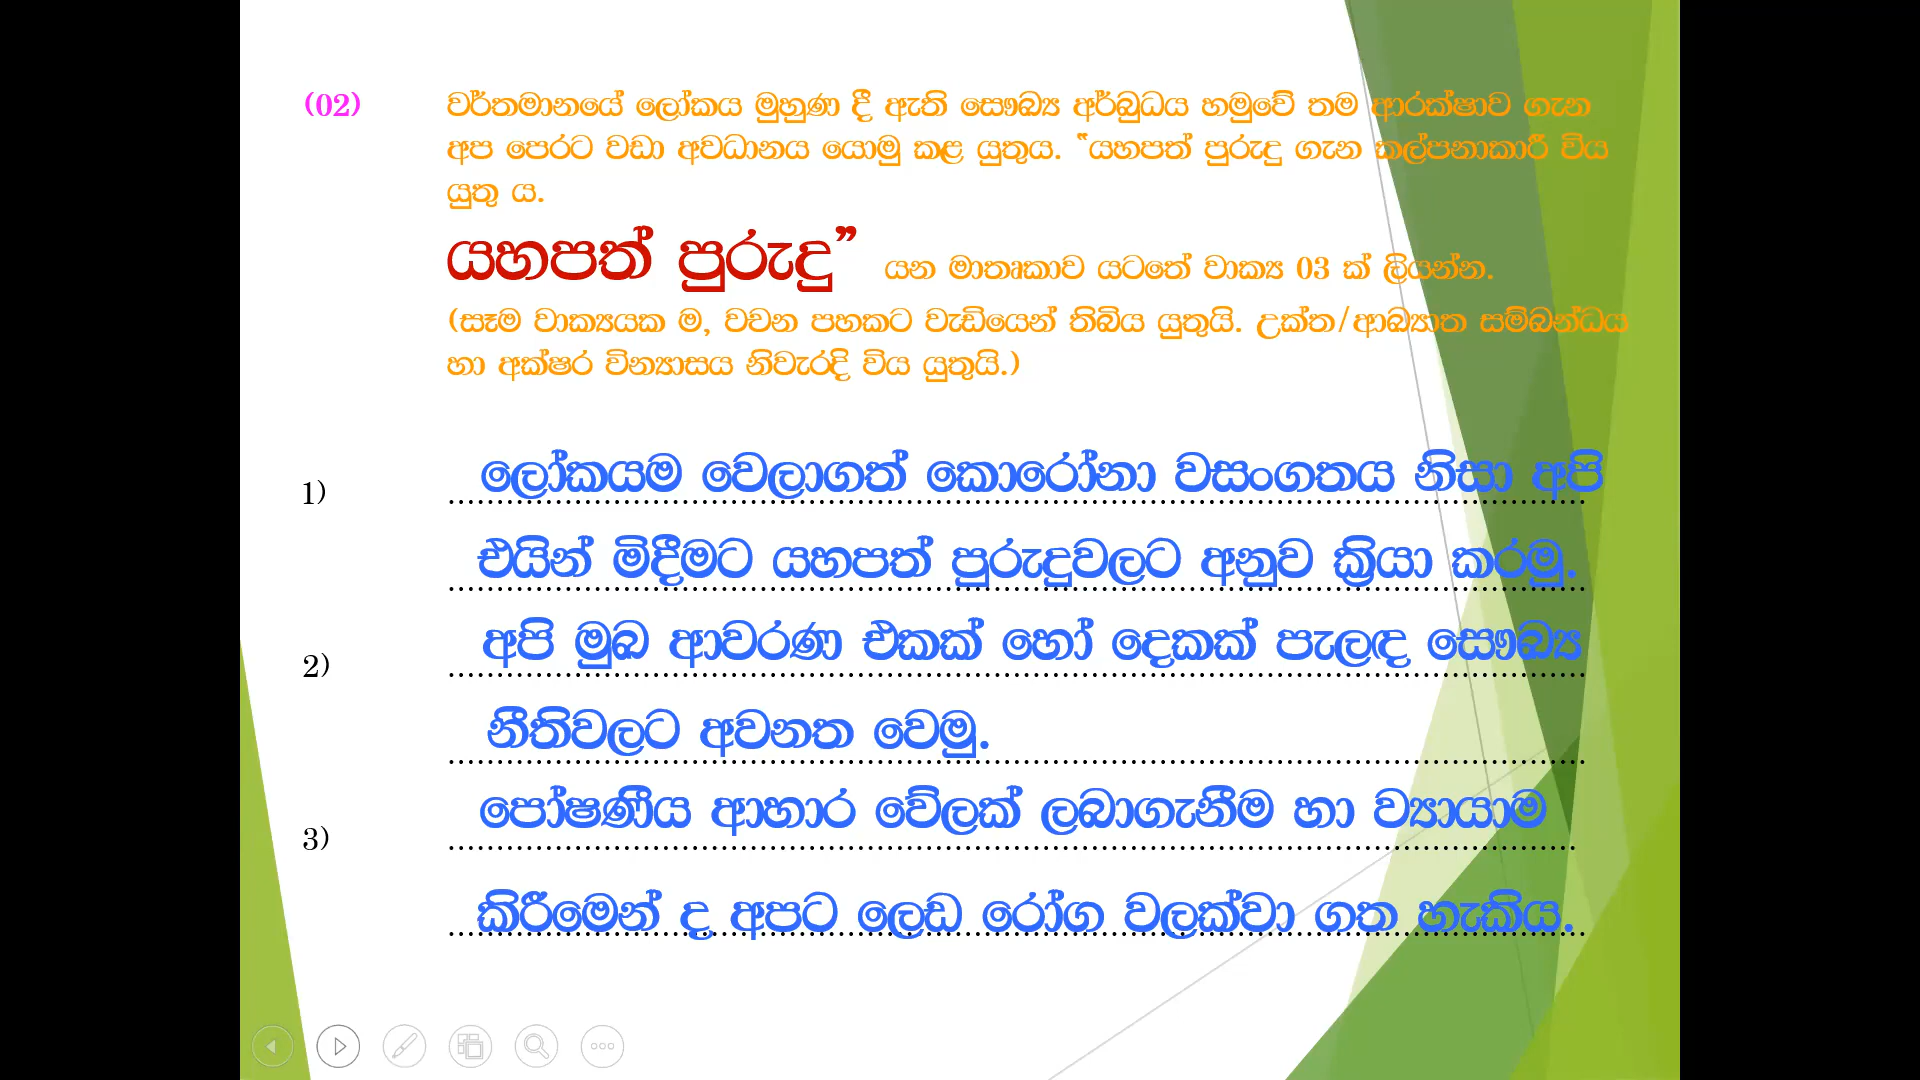 (02) වර්තමානයේ ලෝකය මුහුණ දී ඇති සෞඛ්‍ය අර්බුධය හමුවේ තම ආරක්ෂාව ගැන
අප පෙරට වඩා අවධානය යොමු කළ යුතුය. “යහපත් පුරුදු ගැන කල්පනාකාරී විය
යුතු ය.
යහපත් පුරුදු” යන මාතෘකාව යටතේ වාක්‍ය 03 ක් ලියන්න.
(සෑම වාක්‍යයක ම, වචන පහකට වැඩියෙන් තිබිය යුතුයි. උක්ත/ආඛ්‍යාත සම්බන්ධය
හා අක්ෂර වින්‍යාසය නිවැරදි විය යුතුයි.)
1) ලෝකයම වෙලාගත් කොරෝනා වසංගතය නිසා අපි
එයින් මිදීමට යහපත් පුරුදුවලට අනුව ක්‍රියා කරමු.
2) අපි මුඛ ආවරණ එකක් හෝ දෙකක් පැලඳ සෞඛ්‍ය
නීතිවලට අවනත වෙමු.
3) පෝෂණීය ආහාර වේලක් ලබාගැනීම හා ව්‍යායාම
කිරීමෙන් ද අපට ලෙඩ රෝග වලක්වා ගත හැකිය.